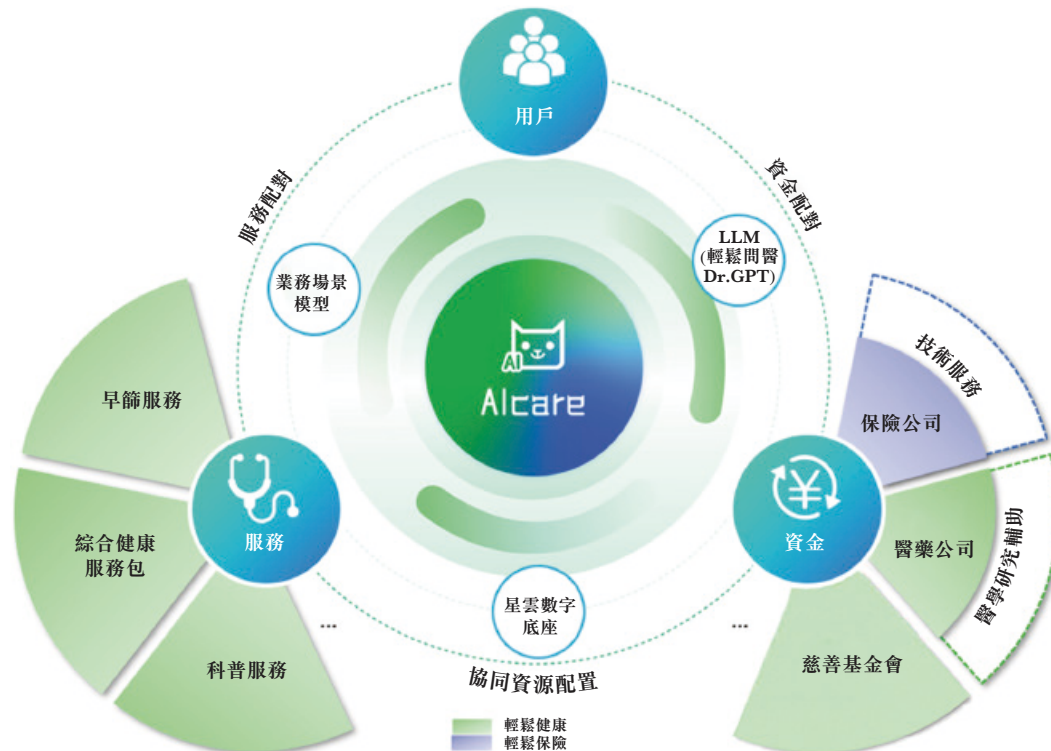 用戶
服務配對
資金配對
LLM
(輕鬆問醫
Dr.GPT)
業務場景
模型
AI
AIcare
技術服務
早篩服務
保險公司
綜合健康
服務包
服務
資金
醫藥公司
醫學研究輔助
星雲數字
底座
...
...
科普服務
慈善基金會
協同資源配置
輕鬆健康
輕鬆保險